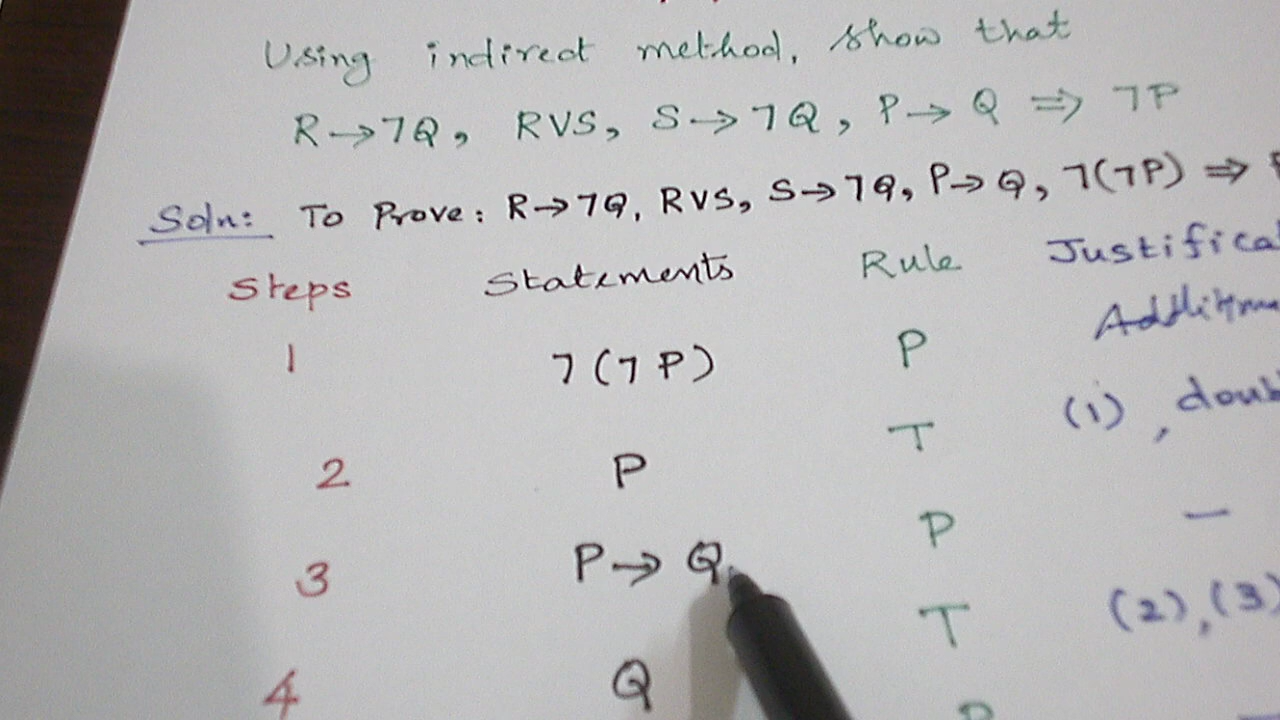 Using indirect method, show that
R→7Q, RVS, S→7Q, P→Q ⇒ 7P
Soln: To Prove: R→7Q, RVS, S→7Q, P→Q, 7(7P) ⇒
Steps Statements Rule Justifica
1 7(7P) P
2 P T (1),
3 P→Q P —
4 Q T (2),(3)